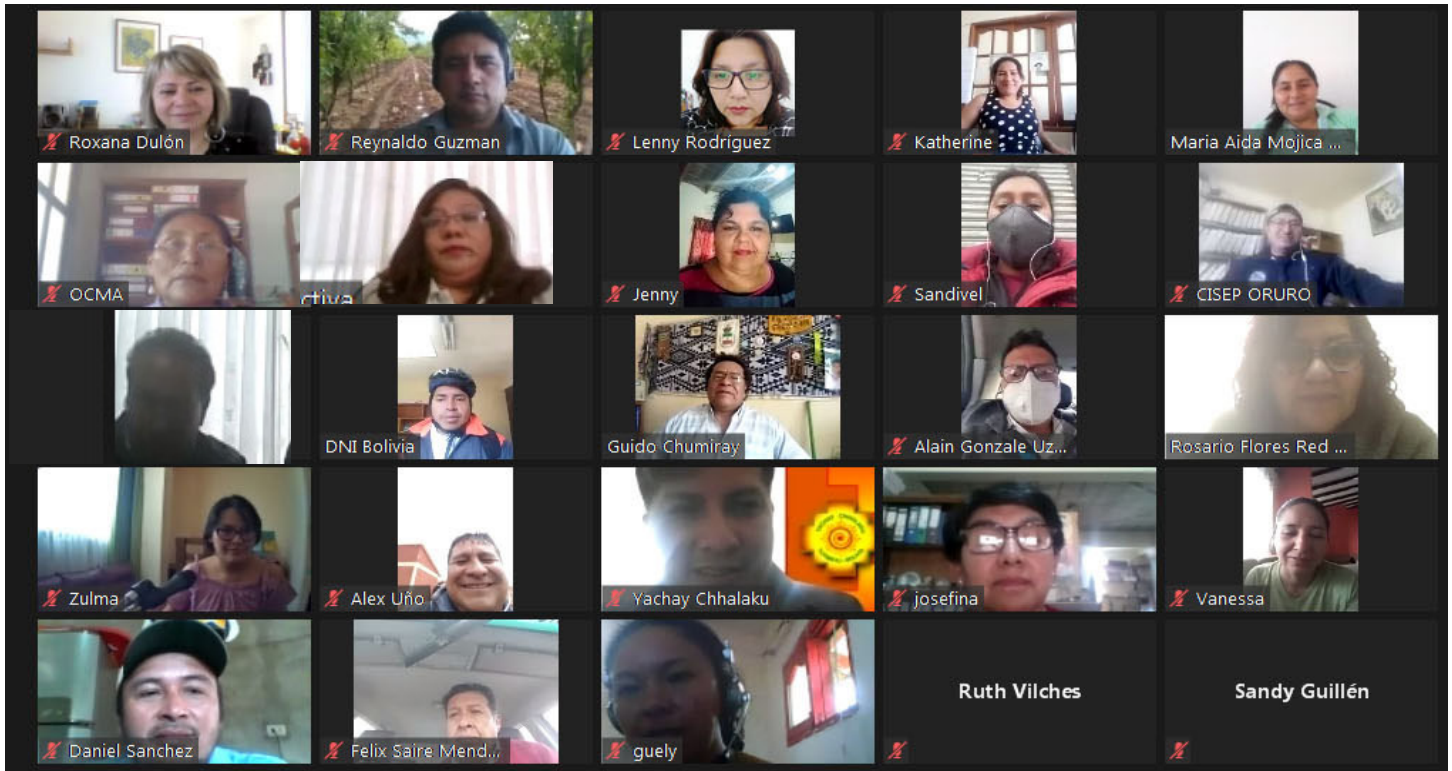 Roxana Dulón
Reynaldo Guzman
Lenny Rodríguez
Katherine
Maria Aida Mojica ...
OCMA
ctiva
Jenny
Sandivel
CISEP ORURO
DNI Bolivia
Guido Chumiray
Alain Gonzale Uz...
Rosario Flores Red ...
Zulma
Alex Uño
Yachay Chhalaku
josefina
Vanessa
Daniel Sanchez
Felix Saire Mend...
guely
Ruth Vilches
Sandy Guillén